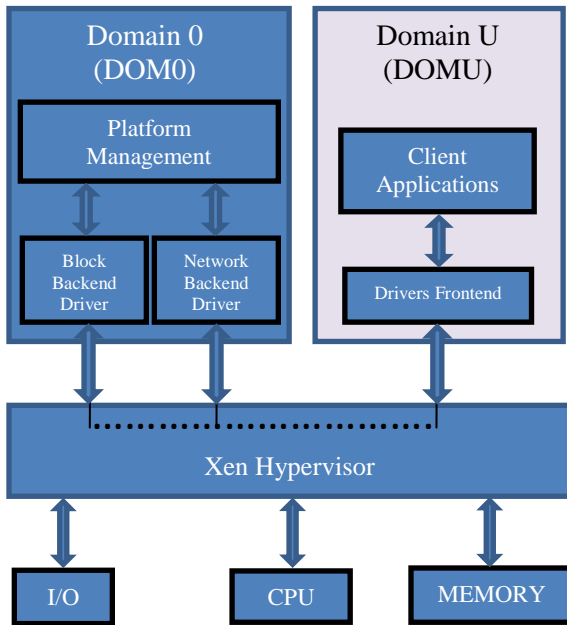 Domain 0
(DOM0)
Platform
Management
Block
Backend
Driver
Network
Backend
Driver
Domain U
(DOMU)
Client
Applications
Drivers Frontend
Xen Hypervisor
I/O
CPU
MEMORY